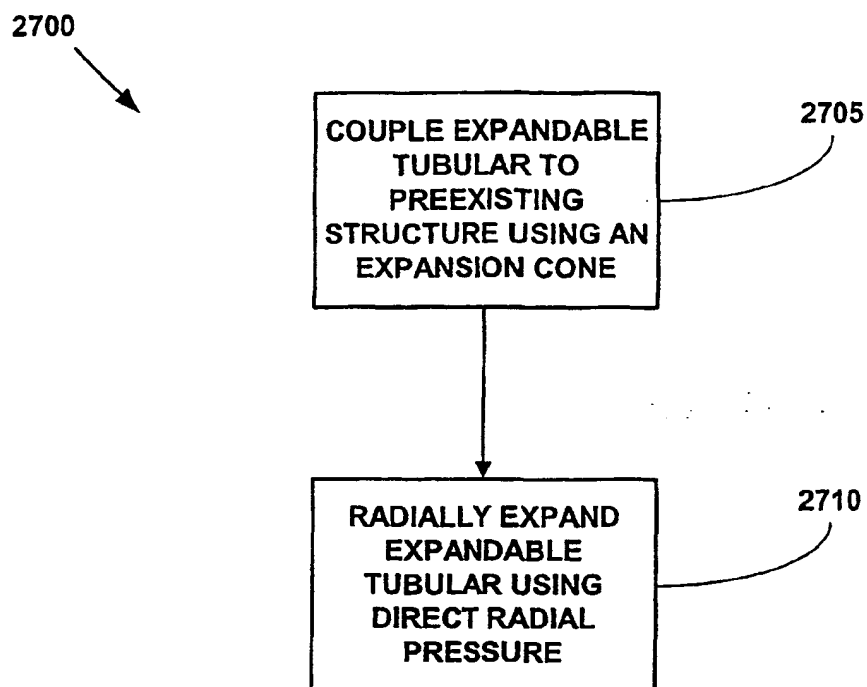 2700
2705
COUPLE EXPANDABLE
TUBULAR TO
PREEXISTING
STRUCTURE USING AN
EXPANSION CONE
2710
RADIALLY EXPAND
EXPANDABLE
TUBULAR USING
DIRECT RADIAL
PRESSURE